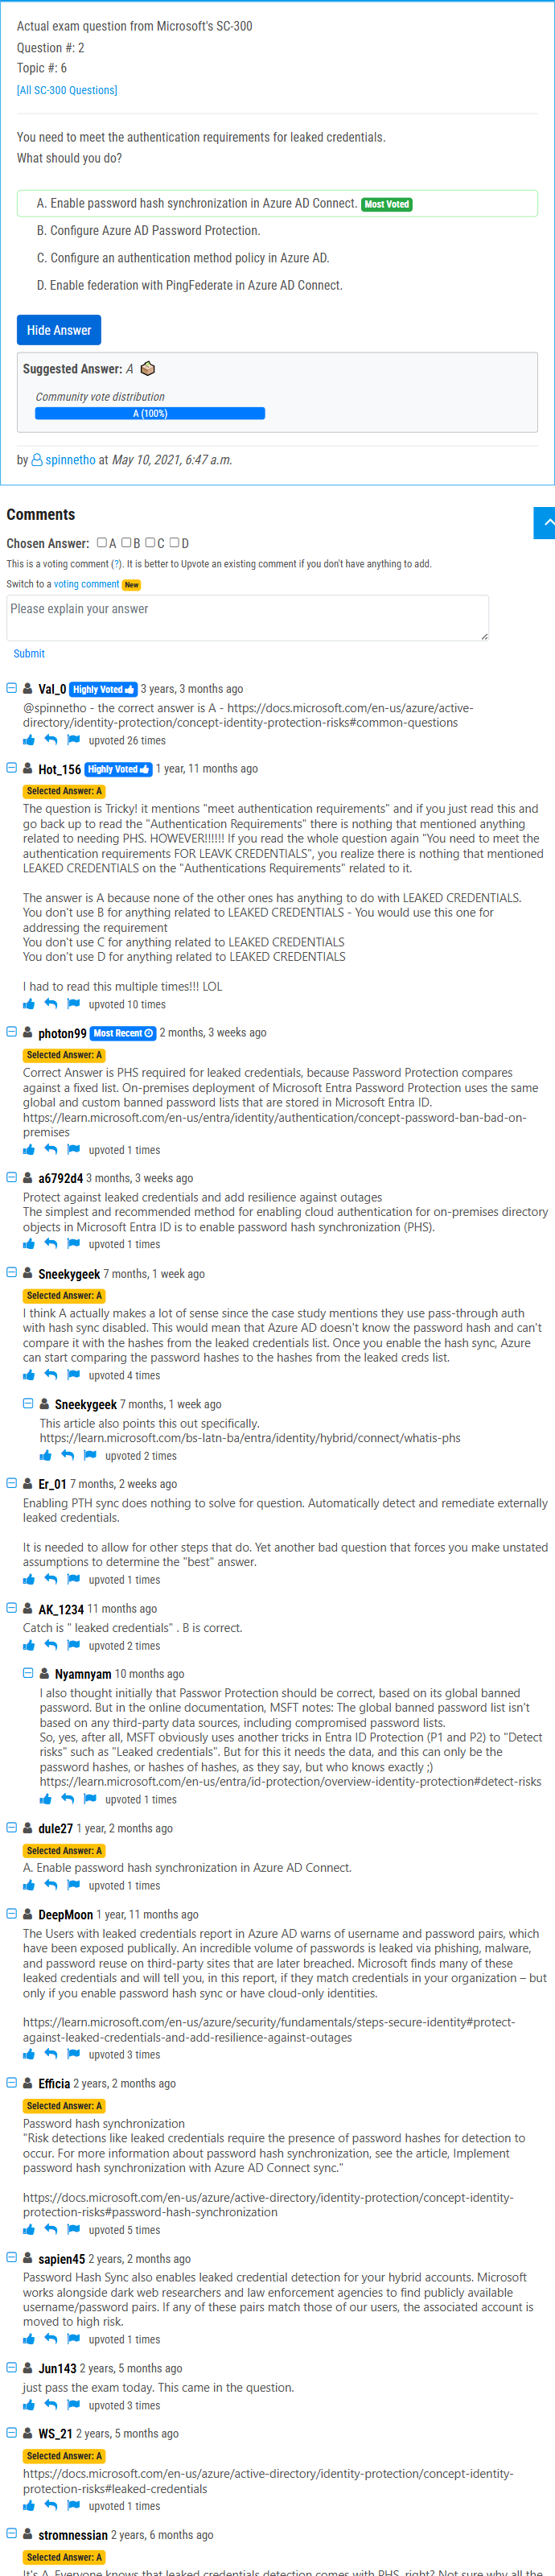 Actual exam question from Microsoft's SC-300
Question #: 2
Topic #: 6
[All SC-300 Questions]
You need to meet the authentication requirements for leaked credentials.
What should you do?
A. Enable password hash synchronization in Azure AD Connect. Most Voted
B. Configure Azure AD Password Protection.
C. Configure an authentication method policy in Azure AD.
D. Enable federation with PingFederate in Azure AD Connect.
Hide Answer
Suggested Answer: A
Community vote distribution
A (100%)
by spinnetho at May 10, 2021, 6:47 a.m.
Comments
Chosen Answer: A B C D
This is a voting comment (?). It is better to Upvote an existing comment if you don't have anything to add.
Switch to a voting comment New
Please explain your answer
Submit
Val_0 Highly Voted 3 years, 3 months ago
@spinnetho - the correct answer is A - https://docs.microsoft.com/en-us/azure/active-
directory/identity-protection/concept-identity-protection-risks#common-questions
upvoted 26 times
Hot_156 Highly Voted 1 year, 11 months ago
Selected Answer: A
The question is Tricky! it mentions "meet authentication requirements" and if you just read this and
go back up to read the "Authentication Requirements" there is nothing that mentioned anything
related to needing PHS. HOWEVER!!!!!! If you read the whole question again "You need to meet the
authentication requirements FOR LEAVK CREDENTIALS", you realize there is nothing that mentioned
LEAKED CREDENTIALS on the "Authentications Requirements" related to it.
The answer is A because none of the other ones has anything to do with LEAKED CREDENTIALS.
You don't use B for anything related to LEAKED CREDENTIALS - You would use this one for
addressing the requirement
You don't use C for anything related to LEAKED CREDENTIALS
You don't use D for anything related to LEAKED CREDENTIALS
I had to read this multiple times!!! LOL
upvoted 10 times
photon99 Most Recent 2 months, 3 weeks ago
Selected Answer: A
Correct Answer is PHS required for leaked credentials, because Password Protection compares
against a fixed list. On-premises deployment of Microsoft Entra Password Protection uses the same
global and custom banned password lists that are stored in Microsoft Entra ID.
https://learn.microsoft.com/en-us/entra/identity/authentication/concept-password-ban-bad-on-
premises
upvoted 1 times
a6792d4 3 months, 3 weeks ago
Protect against leaked credentials and add resilience against outages
The simplest and recommended method for enabling cloud authentication for on-premises directory
objects in Microsoft Entra ID is to enable password hash synchronization (PHS).
upvoted 1 times
Sneekygeek 7 months, 1 week ago
Selected Answer: A
I think A actually makes a lot of sense since the case study mentions they use pass-through auth
with hash sync disabled. This would mean that Azure AD doesn't know the password hash and can't
compare it with the hashes from the leaked credentials list. Once you enable the hash sync, Azure
can start comparing the password hashes to the hashes from the leaked creds list.
upvoted 4 times
Sneekygeek 7 months, 1 week ago
This article also points this out specifically.
https://learn.microsoft.com/bs-latn-ba/entra/identity/hybrid/connect/whatis-phs
upvoted 2 times
Er_01 7 months, 2 weeks ago
Enabling PTH sync does nothing to solve for question. Automatically detect and remediate externally
leaked credentials.
It is needed to allow for other steps that do. Yet another bad question that forces you make unstated
assumptions to determine the "best" answer.
upvoted 1 times
AK_1234 11 months ago
Catch is " leaked credentials" . B is correct.
upvoted 2 times
Nyamnyam 10 months ago
I also thought initially that Passwor Protection should be correct, based on its global banned
password. But in the online documentation, MSFT notes: The global banned password list isn't
based on any third-party data sources, including compromised password lists.
So, yes, after all, MSFT obviously uses another tricks in Entra ID Protection (P1 and P2) to "Detect
risks" such as "Leaked credentials". But for this it needs the data, and this can only be the
password hashes, or hashes of hashes, as they say, but who knows exactly ;)
https://learn.microsoft.com/en-us/entra/id-protection/overview-identity-protection#detect-risks
upvoted 1 times
dule27 1 year, 2 months ago
Selected Answer: A
A. Enable password hash synchronization in Azure AD Connect.
upvoted 1 times
DeepMoon 1 year, 11 months ago
The Users with leaked credentials report in Azure AD warns of username and password pairs, which
have been exposed publically. An incredible volume of passwords is leaked via phishing, malware,
and password reuse on third-party sites that are later breached. Microsoft finds many of these
leaked credentials and will tell you, in this report, if they match credentials in your organization – but
only if you enable password hash sync or have cloud-only identities.
https://learn.microsoft.com/en-us/azure/security/fundamentals/steps-secure-identity#protect-
against-leaked-credentials-and-add-resilience-against-outages
upvoted 3 times
Efficia 2 years, 2 months ago
Selected Answer: A
Password hash synchronization
"Risk detections like leaked credentials require the presence of password hashes for detection to
occur. For more information about password hash synchronization, see the article, Implement
password hash synchronization with Azure AD Connect sync."
https://docs.microsoft.com/en-us/azure/active-directory/identity-protection/concept-identity-
protection-risks#password-hash-synchronization
upvoted 5 times
sapien45 2 years, 2 months ago
Password Hash Sync also enables leaked credential detection for your hybrid accounts. Microsoft
works alongside dark web researchers and law enforcement agencies to find publicly available
username/password pairs. If any of these pairs match those of our users, the associated account is
moved to high risk.
upvoted 1 times
Jun143 2 years, 5 months ago
just pass the exam today. This came in the question.
upvoted 3 times
WS_21 2 years, 5 months ago
Selected Answer: A
https://docs.microsoft.com/en-us/azure/active-directory/identity-protection/concept-identity-
protection-risks#leaked-credentials
upvoted 1 times
stromnessian 2 years, 6 months ago
Selected Answer: A
It's A. Everyone knows that leaked credentials detection comes with PHS, right? Not sure why all the